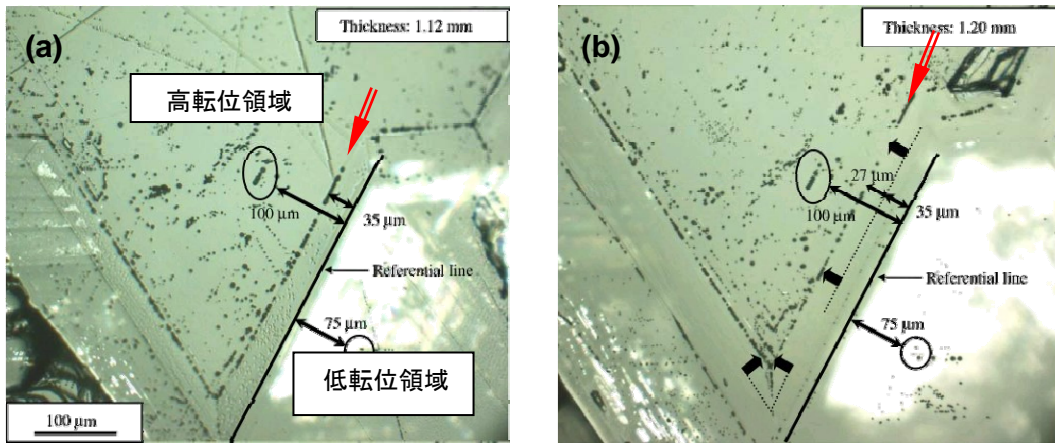 (a)
Thickness: 1.12 mm
高転位領域
100 μm
35 μm
Referential line
75 μm
低転位領域
100 μm
(b)
Thickness: 1.20 mm
27 μm
100 μm
35 μm
Referential line
75 μm